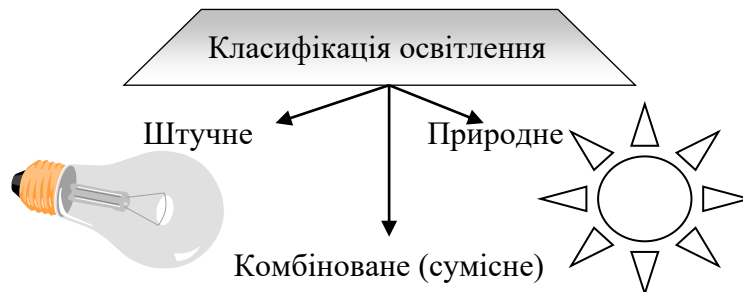 Класифікація освітлення
Штучне
Природне
Комбіноване (сумісне)